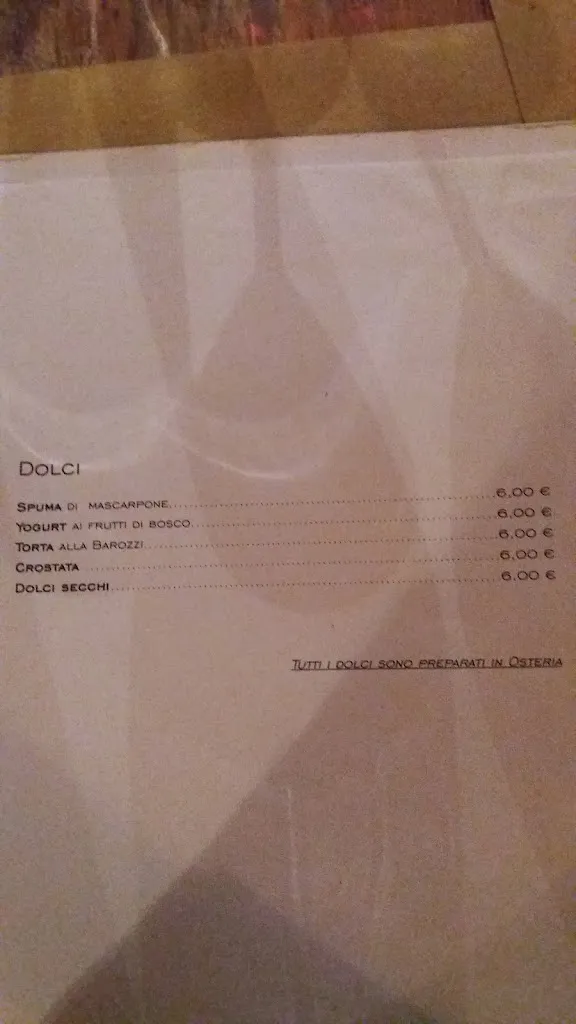 Dolci
Spuma di mascarpone 6,00 €
Yogurt ai frutti di bosco 6,00 €
Torta alla Barozzi 6,00 €
Crostata 6,00 €
Dolci secchi 6,00 €
Tutti i dolci sono preparati in Osteria